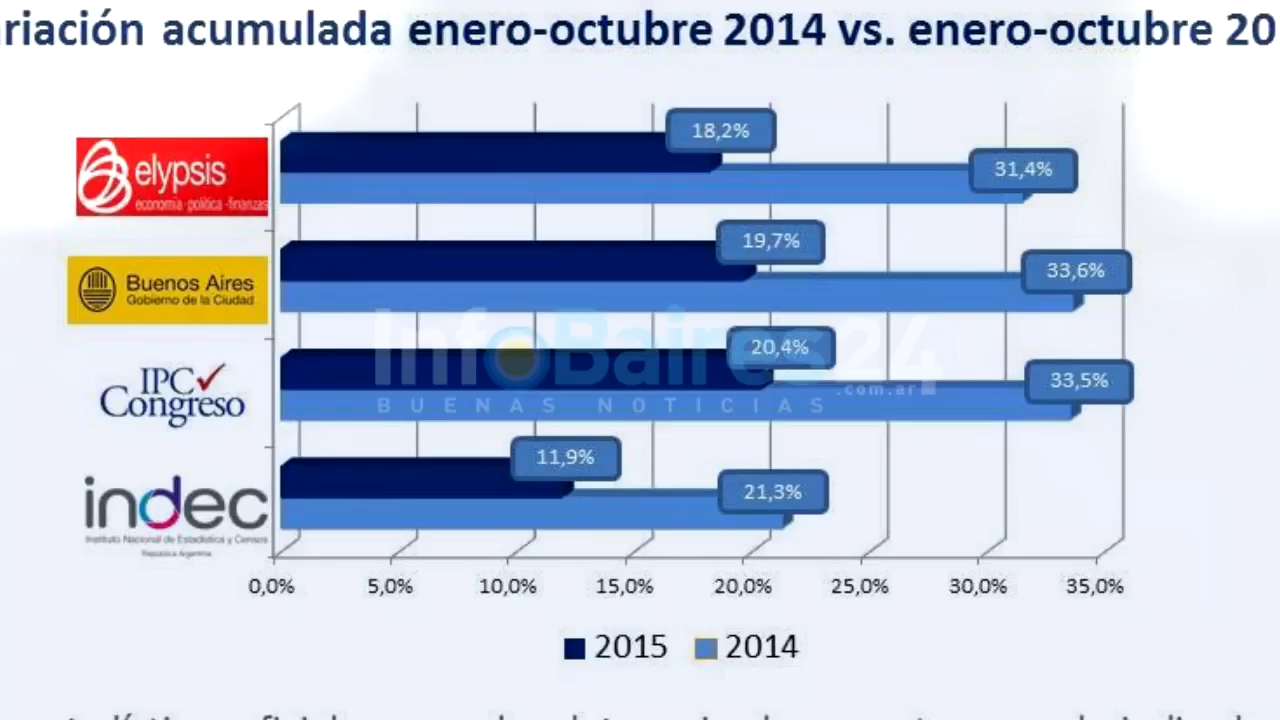 riación acumulada enero-octubre 2014 vs. enero-octubre 20
18,2%
elypsis
31,4%
economía·política·finanzas
19,7%
Buenos Aires
33,6%
Gobierno de la Ciudad
InfoBaires24
20,4%
IPC
33,5%
.com.ar
Congreso
BUENAS NOTICIAS
11,9%
indec
21,3%
Instituto Nacional de Estadística y Censos
República Argentina
0,0% 5,0% 10,0% 15,0% 20,0% 25,0% 30,0% 35,0%
2015 2014